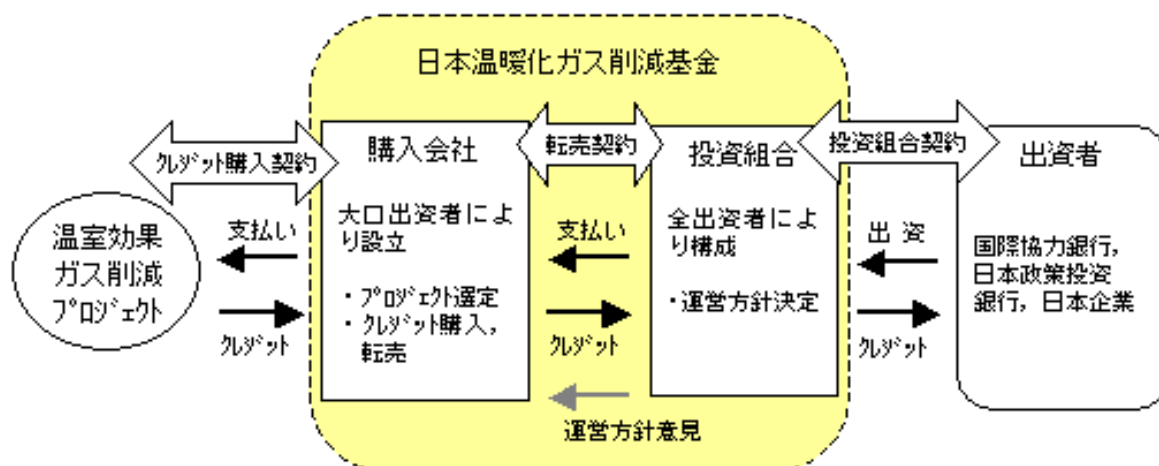 日本温暖化ガス削減基金
クレジット購入契約
購入会社
転売契約
投資組合
投資組合契約
出資者
温室効果
ガス削減
プロジェクト
支払い
クレジット
大口出資者によ
り設立
・プロジェクト選定
・クレジット購入,
転売
支払い
クレジット
運営方針意見
全出資者によ
り構成
・運営方針決定
出 資
クレジット
国際協力銀行,
日本政策投資
銀行, 日本企業